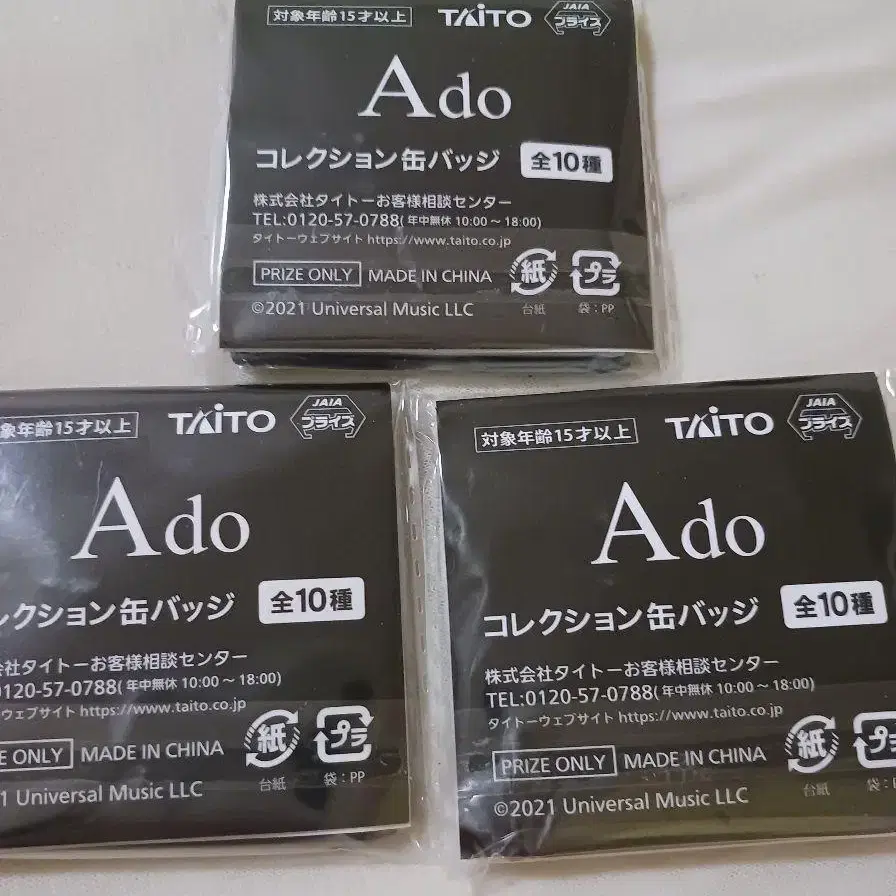 対象年齢15才以上 TAITO JAIA プライズ
Ado
コレクション缶バッジ 全10種
株式会社タイトーお客様相談センター
TEL:0120-57-0788(年中無休 10:00～18:00)
タイトーウェブサイト https://www.taito.co.jp
PRIZE ONLY MADE IN CHINA 紙 プラ
©2021 Universal Music LLC 台紙 袋：PP
象年齢15才以上 TAITO JAIA プライズ
Ado
レクション缶バッジ 全10種
会社タイトーお客様相談センター
0120-57-0788(年中無休 10:00～18:00)
ウェブサイト https://www.taito.co.jp
E ONLY MADE IN CHINA 紙 プラ
1 Universal Music LLC 台紙 袋：PP
対象年齢15才以上 TAITO JAIA プライズ
Ado
コレクション缶バッジ 全10種
株式会社タイトーお客様相談センター
TEL:0120-57-0788(年中無休 10:00～18:00)
タイトーウェブサイト https://www.taito.co.jp
PRIZE ONLY MADE IN CHINA 紙 プラ
©2021 Universal Music LLC 台紙 袋：